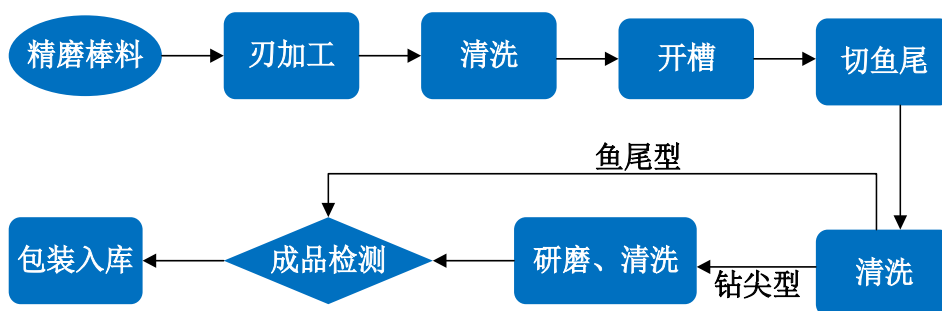 精磨棒料
刃加工
清洗
开槽
切鱼尾
鱼尾型
包装入库
成品检测
研磨、清洗
钻尖型
清洗